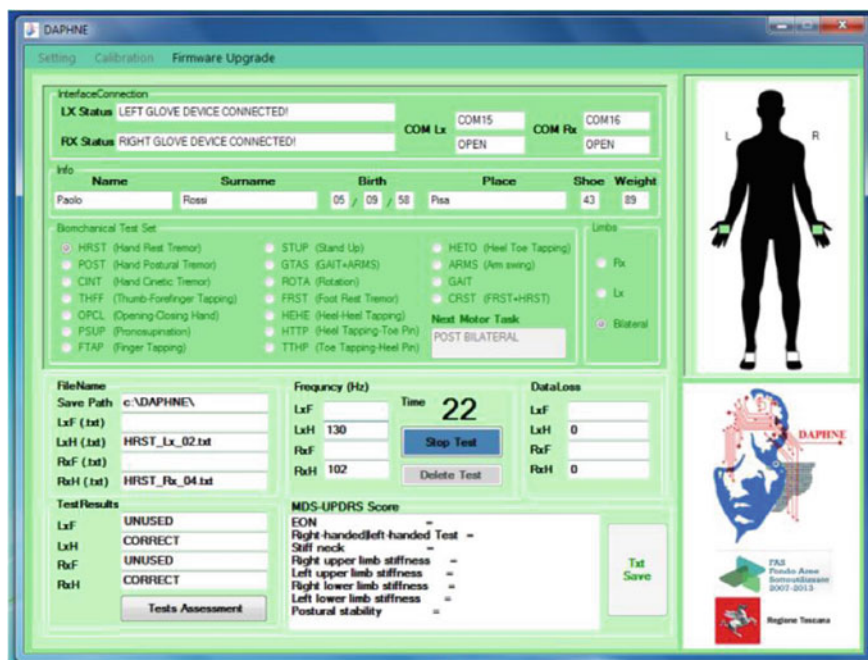 DAPHNE
Setting Calibration Firmware Upgrade
InterfaceConnection
LX Status LEFT GLOVE DEVICE CONNECTED!
COM Lx COM15 COM Rx COM16
RX Status RIGHT GLOVE DEVICE CONNECTED!
OPEN OPEN
Info
Name Surname Birth Place Shoe Weight
Paolo Rossi 05 / 09 / 58 Pisa 43 89
Biomchanical Test Set
HRST (Hand Rest Tremor) STUP (Stand Up) HETO (Heel Toe Tapping)
POST (Hand Postural Tremor) GTAS (GAIT+ARMS) ARMS (Arm swing)
CINT (Hand Cinetic Tremor) ROTA (Rotation) GAIT
THFF (Thumb-Forefinger Tapping) FRST (Foot Rest Tremor) CRST (FRST+HRST)
OPCL (Opening-Closing Hand) HEHE (Heel-Heel Tapping) Next Motor Task
PSUP (Pronosupination) HTTP (Heel Tapping-Toe Pin) POST BILATERAL
FTAP (Finger Tapping) TTHP (Toe Tapping-Heel Pin)
Limbs
Rx
Lx
Bilateral
L R
FileName
Save Path c:\DAPHNE\
LxF (.txt)
LxH (.txt) HRST_Lx_02.txt
RxF (.txt)
RxH (.txt) HRST_Rx_04.txt
Frequncy (Hz)
LxF
LxH 130
RxF
RxH 102
Time 22
Stop Test
Delete Test
DataLoss
LxF
LxH 0
RxF
RxH 0
TestResults
LxF UNUSED
LxH CORRECT
RxF UNUSED
RxH CORRECT
Tests Assessment
MDS-UPDRS Score
EON =
Right-handed|left-handed Test =
Stiff neck =
Right upper limb stiffness =
Left upper limb stiffness =
Right lower limb stiffness =
Left lower limb stiffness =
Postural stability =
Txt
Save
DAPHNE
FAS
Fondo Aree
Sottoutilizzate
2007-2013
Regione Toscana